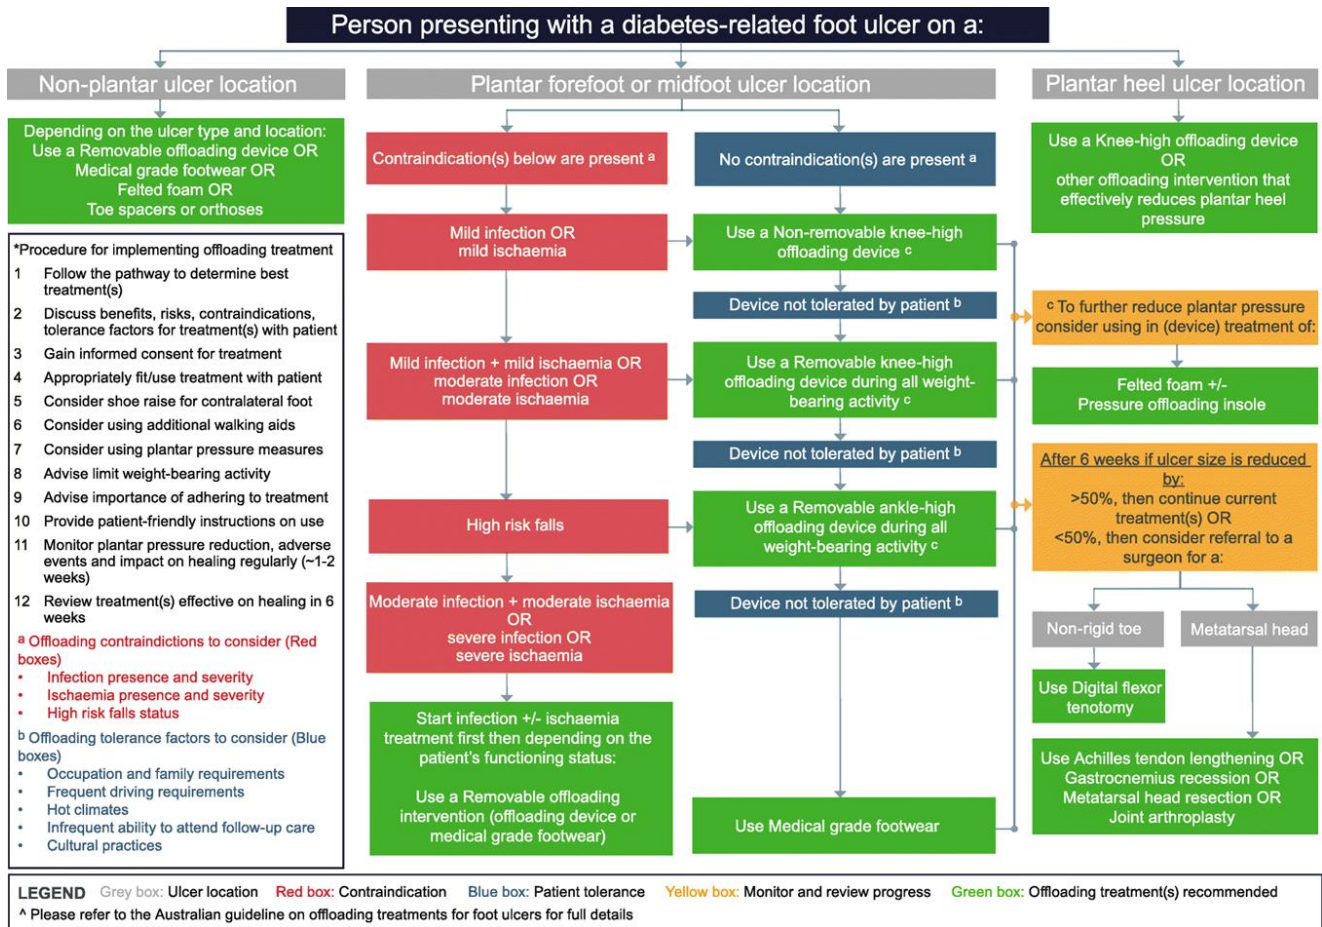 Person presenting with a diabetes-related foot ulcer on a:
Non-plantar ulcer location
Depending on the ulcer type and location:
Use a Removable offloading device OR
Medical grade footwear OR
Felted foam OR
Toe spacers or orthoses
*Procedure for implementing offloading treatment
1 Follow the pathway to determine best
treatment(s)
2 Discuss benefits, risks, contraindications,
tolerance factors for treatment(s) with patient
3 Gain informed consent for treatment
4 Appropriately fit/use treatment with patient
5 Consider shoe raise for contralateral foot
6 Consider using additional walking aids
7 Consider using plantar pressure measures
8 Advise limit weight-bearing activity
9 Advise importance of adhering to treatment
10 Provide patient-friendly instructions on use
11 Monitor plantar pressure reduction, adverse
events and impact on healing regularly (~1-2
weeks)
12 Review treatment(s) effective on healing in 6
weeks
a Offloading contraindictions to consider (Red
boxes)
• Infection presence and severity
• Ischaemia presence and severity
• High risk falls status
b Offloading tolerance factors to consider (Blue
boxes)
• Occupation and family requirements
• Frequent driving requirements
• Hot climates
• Infrequent ability to attend follow-up care
• Cultural practices
Plantar forefoot or midfoot ulcer location
Contraindication(s) below are present a
Mild infection OR
mild ischaemia
Mild infection + mild ischaemia OR
moderate infection OR
moderate ischaemia
High risk falls
Moderate infection + moderate ischaemia
OR
severe infection OR
severe ischaemia
Start infection +/- ischaemia
treatment first then depending on the
patient's functioning status:
Use a Removable offloading
intervention (offloading device or
medical grade footwear)
No contraindication(s) are present a
Use a Non-removable knee-high
offloading device c
Device not tolerated by patient b
Use a Removable knee-high
offloading device during all weight-
bearing activity c
Device not tolerated by patient b
Use a Removable ankle-high
offloading device during all
weight-bearing activity c
Device not tolerated by patient b
Use Medical grade footwear
Plantar heel ulcer location
Use a Knee-high offloading device
OR
other offloading intervention that
effectively reduces plantar heel
pressure
c To further reduce plantar pressure
consider using in (device) treatment of:
Felted foam +/-
Pressure offloading insole
After 6 weeks if ulcer size is reduced
by:
>50%, then continue current
treatment(s) OR
<50%, then consider referral to a
surgeon for a:
Non-rigid toe
Metatarsal head
Use Digital flexor
tenotomy
Use Achilles tendon lengthening OR
Gastrocnemius recession OR
Metatarsal head resection OR
Joint arthroplasty
LEGEND Grey box: Ulcer location Red box: Contraindication Blue box: Patient tolerance Yellow box: Monitor and review progress Green box: Offloading treatment(s) recommended
^ Please refer to the Australian guideline on offloading treatments for foot ulcers for full details